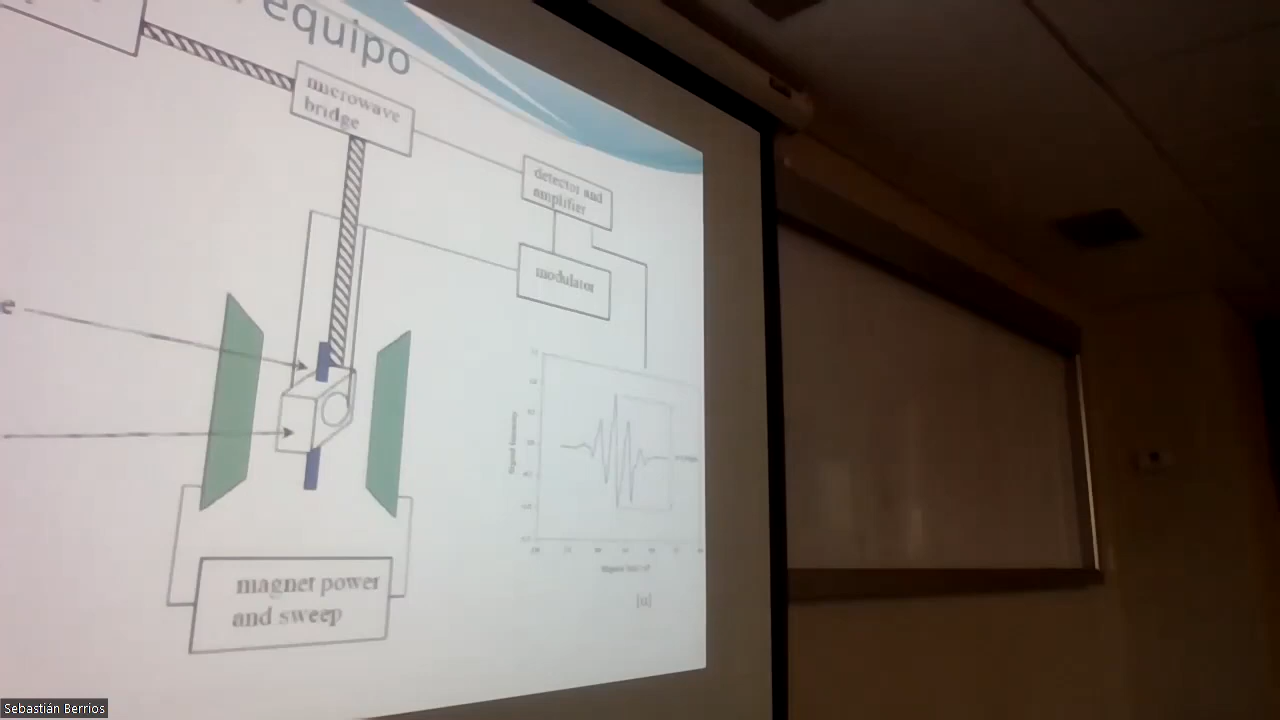 equipo
microwave
bridge
detector and
amplifier
modulator
e
magnet power
and sweep
Sebastián Berrios